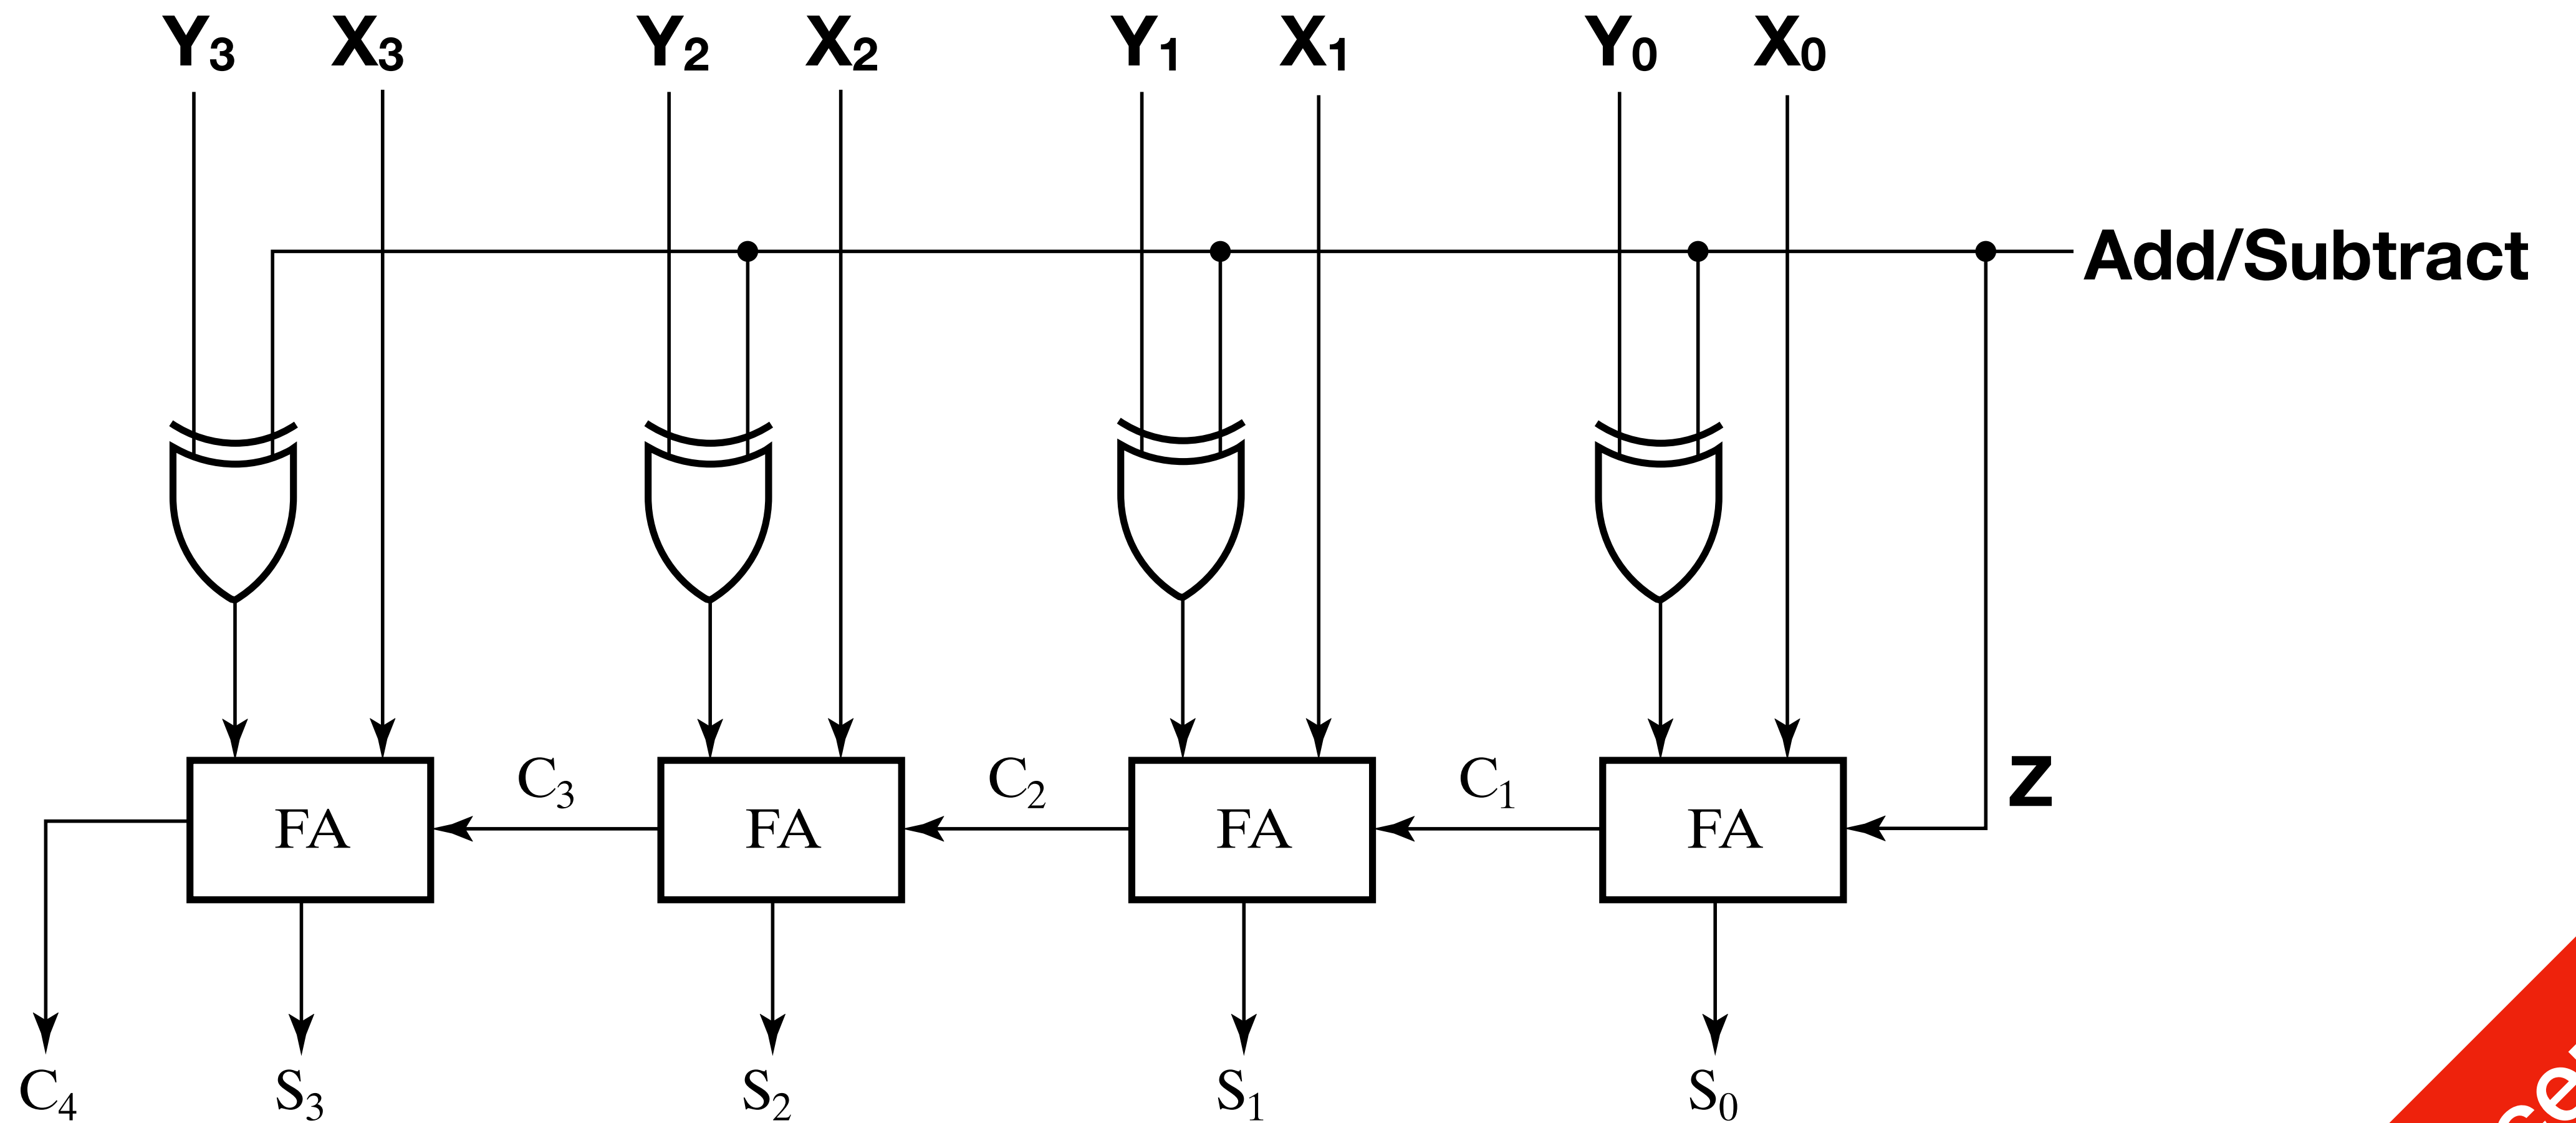 Y₃ X₃ Y₂ X₂ Y₁ X₁ Y₀ X₀
Add/Subtract
C₃ C₂ C₁ Z
FA FA FA FA
C₄ S₃ S₂ S₁ S₀